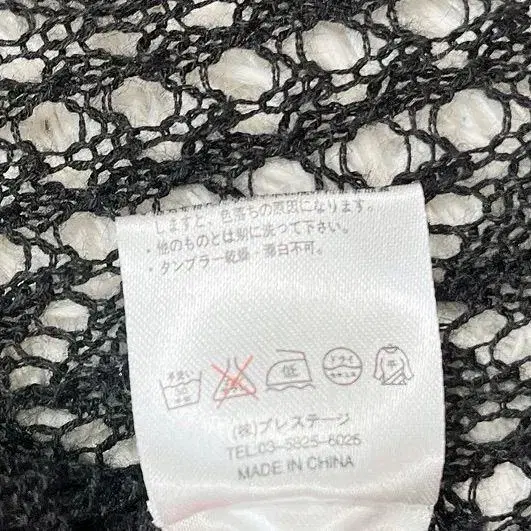 しますと、色落ちの原因になります。
・他のものとは別に洗って下さい。
・タンブラー乾燥・漂白不可。
手洗い 低 ドライ
(株)プレステージ
TEL.03-5825-6025
MADE IN CHINA